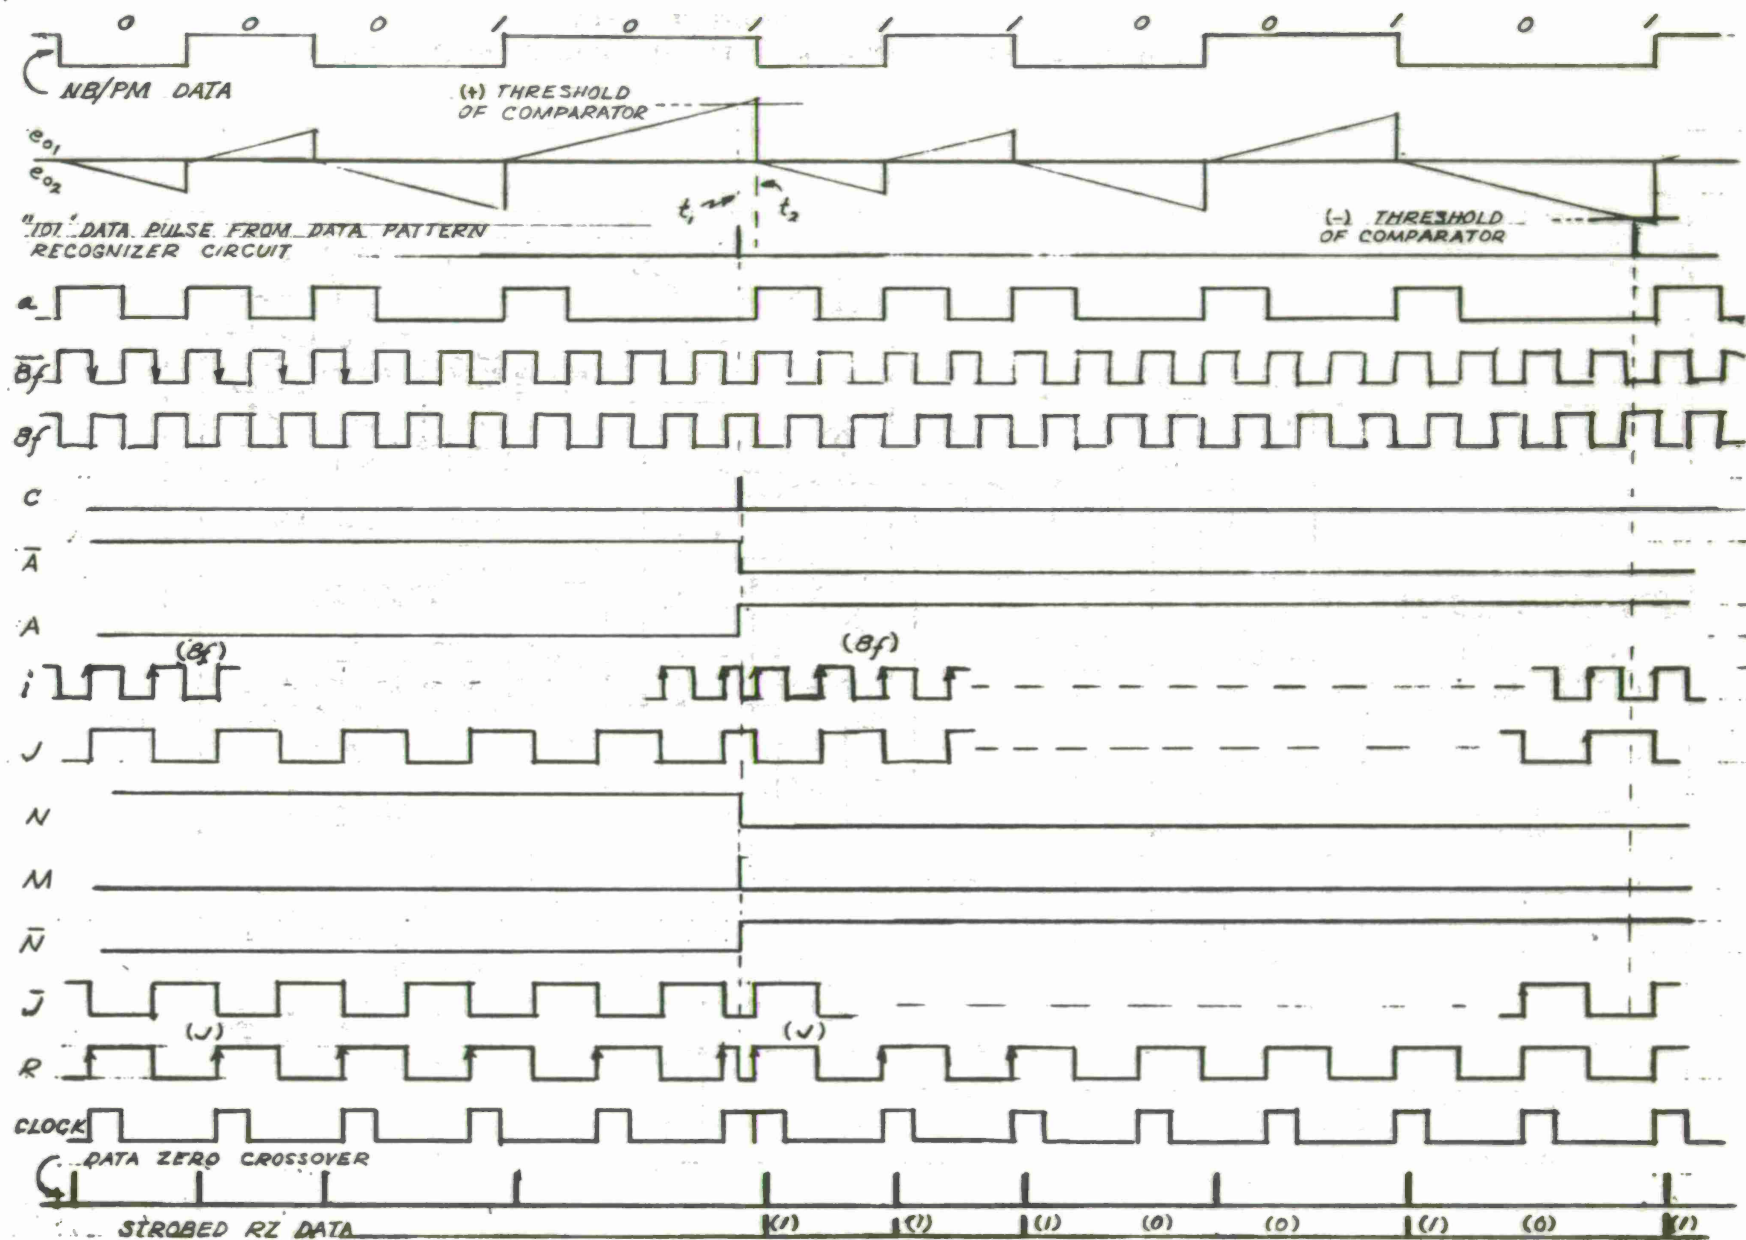 0 0 0 1 0 1 1 1 0 0 1 0 1
NB/PM DATA
(+) THRESHOLD
OF COMPARATOR
e01
e02
t1 t2
"101" DATA PULSE FROM DATA PATTERN
RECOGNIZER CIRCUIT
(-) THRESHOLD
OF COMPARATOR
a
8f̅
8f
C
A̅
A
(8f) (8f)
i
J
N
M
N̅
J̅
(J) (J)
R
CLOCK
DATA ZERO CROSSOVER
STROBED RZ DATA (1) (1) (1) (0) (0) (1) (0) (1)